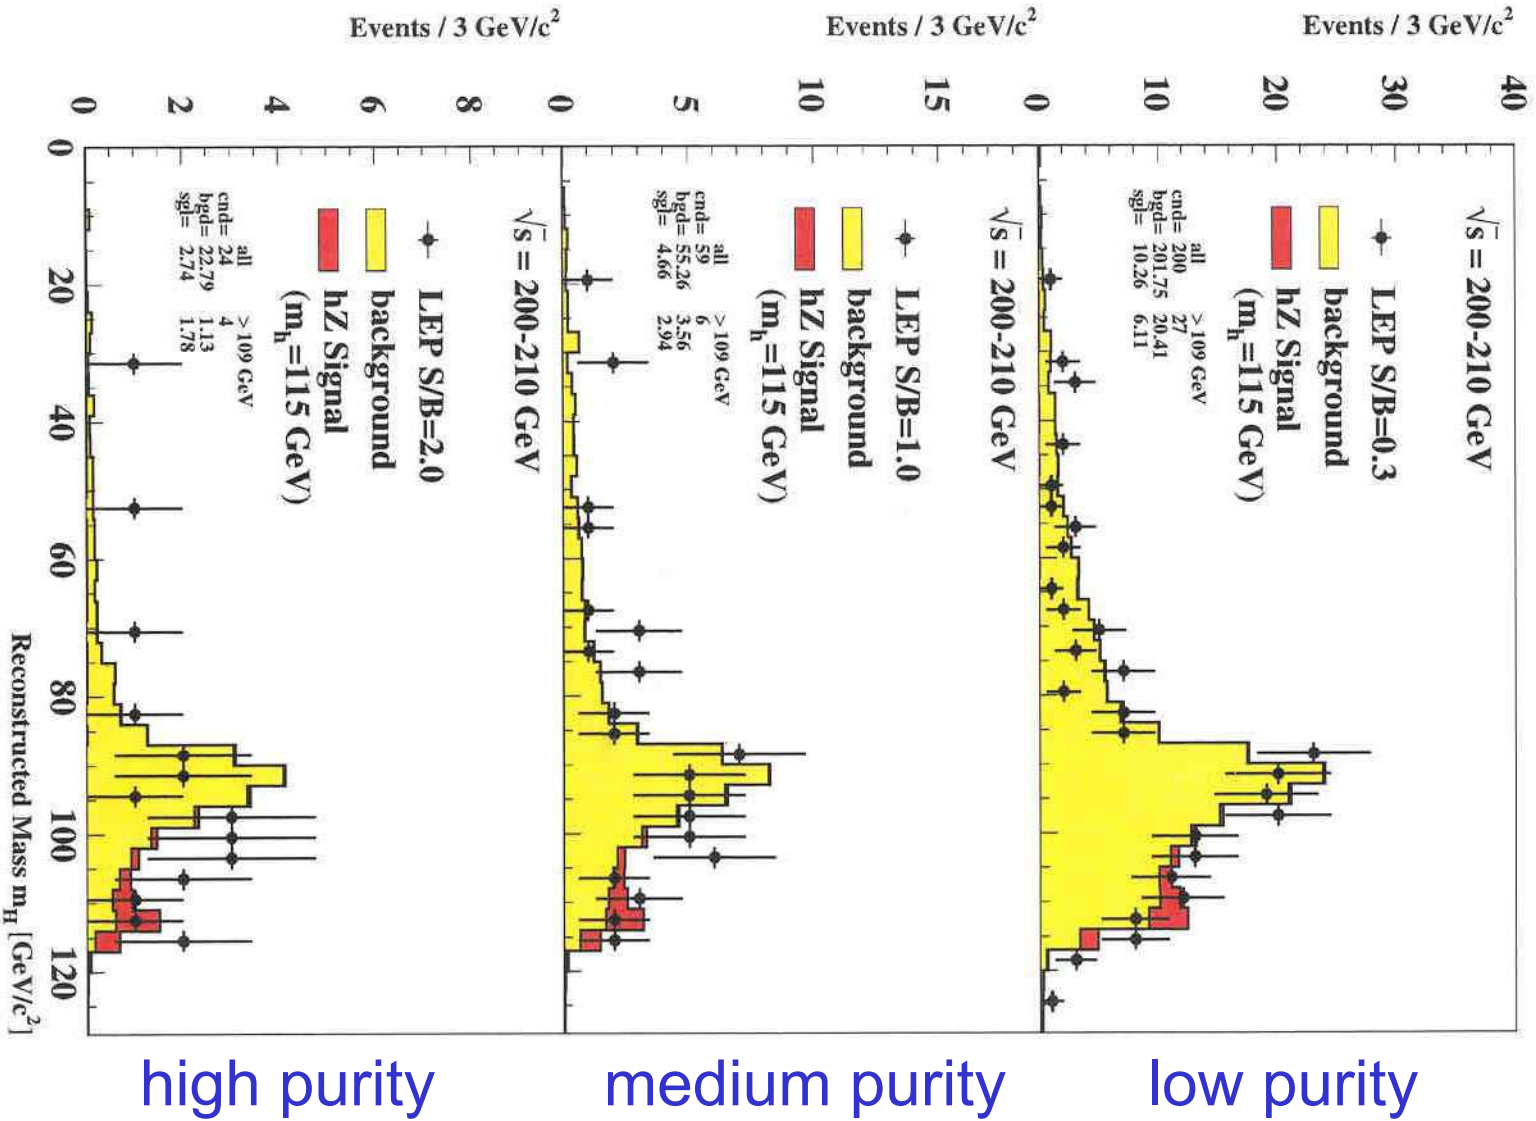 Events / 3 GeV/c²
40
30
20
10
0
√s = 200-210 GeV
LEP S/B=0.3
background
hZ Signal
(m_h=115 GeV)
all > 109 GeV
cnd= 200 27
bgd= 201.75 20.41
sgl= 10.26 6.11
Events / 3 GeV/c²
15
10
5
0
√s = 200-210 GeV
LEP S/B=1.0
background
hZ Signal
(m_h=115 GeV)
all > 109 GeV
cnd= 59 6
bgd= 55.26 3.56
sgl= 4.66 2.94
Events / 3 GeV/c²
8
6
4
2
0
√s = 200-210 GeV
LEP S/B=2.0
background
hZ Signal
(m_h=115 GeV)
all > 109 GeV
cnd= 24 4
bgd= 22.79 1.13
sgl= 2.74 1.78
0 20 40 60 80 100 120
Reconstructed Mass m_H [GeV/c²]
high purity medium purity low purity